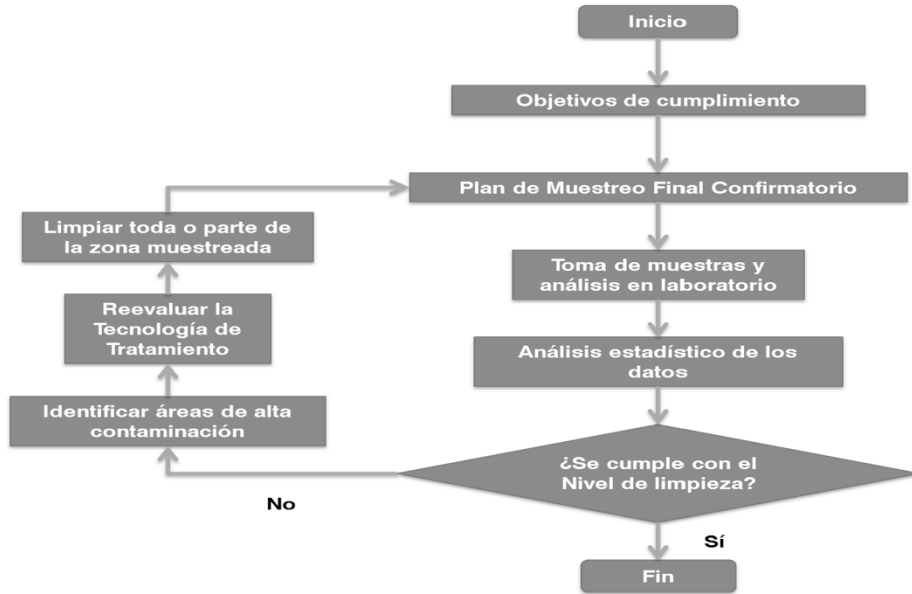 Inicio
Objetivos de cumplimiento
Plan de Muestreo Final Confirmatorio
Limpiar toda o parte de
la zona muestreada
Toma de muestras y
análisis en laboratorio
Reevaluar la
Tecnología de
Tratamiento
Análisis estadístico de los
datos
Identificar áreas de alta
contaminación
¿Se cumple con el
Nivel de limpieza?
No
Sí
Fin